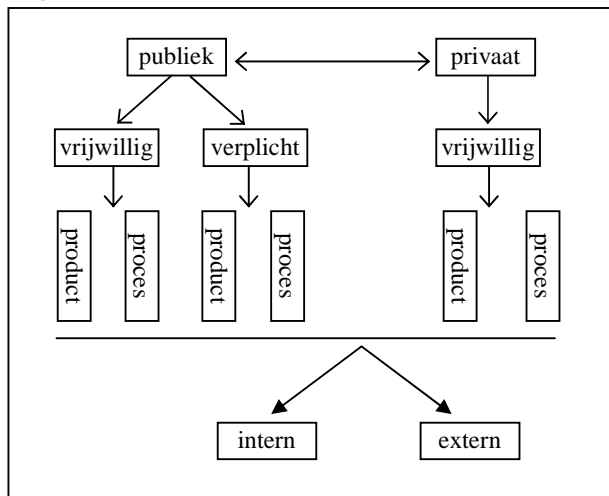 publiek privaat
vrijwillig verplicht vrijwillig
product proces product proces product proces
intern extern